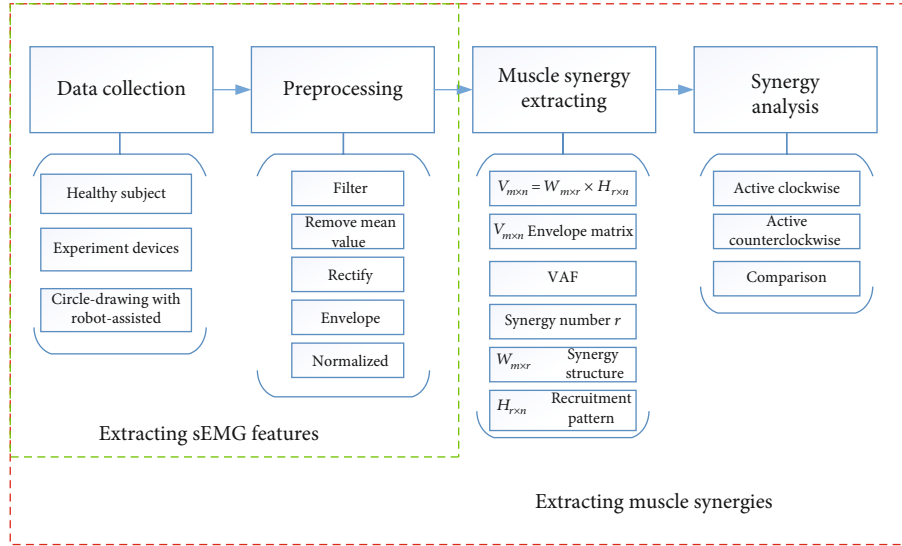 Data collection
Preprocessing
Muscle synergy
extracting
Synergy
analysis
Healthy subject
Experiment devices
Circle-drawing with
robot-assisted
Filter
Remove mean
value
Rectify
Envelope
Normalized
V_{m×n} = W_{m×r} × H_{r×n}
V_{m×n} Envelope matrix
VAF
Synergy number r
W_{m×r} Synergy
structure
H_{r×n} Recruitment
pattern
Active clockwise
Active
counterclockwise
Comparison
Extracting sEMG features
Extracting muscle synergies